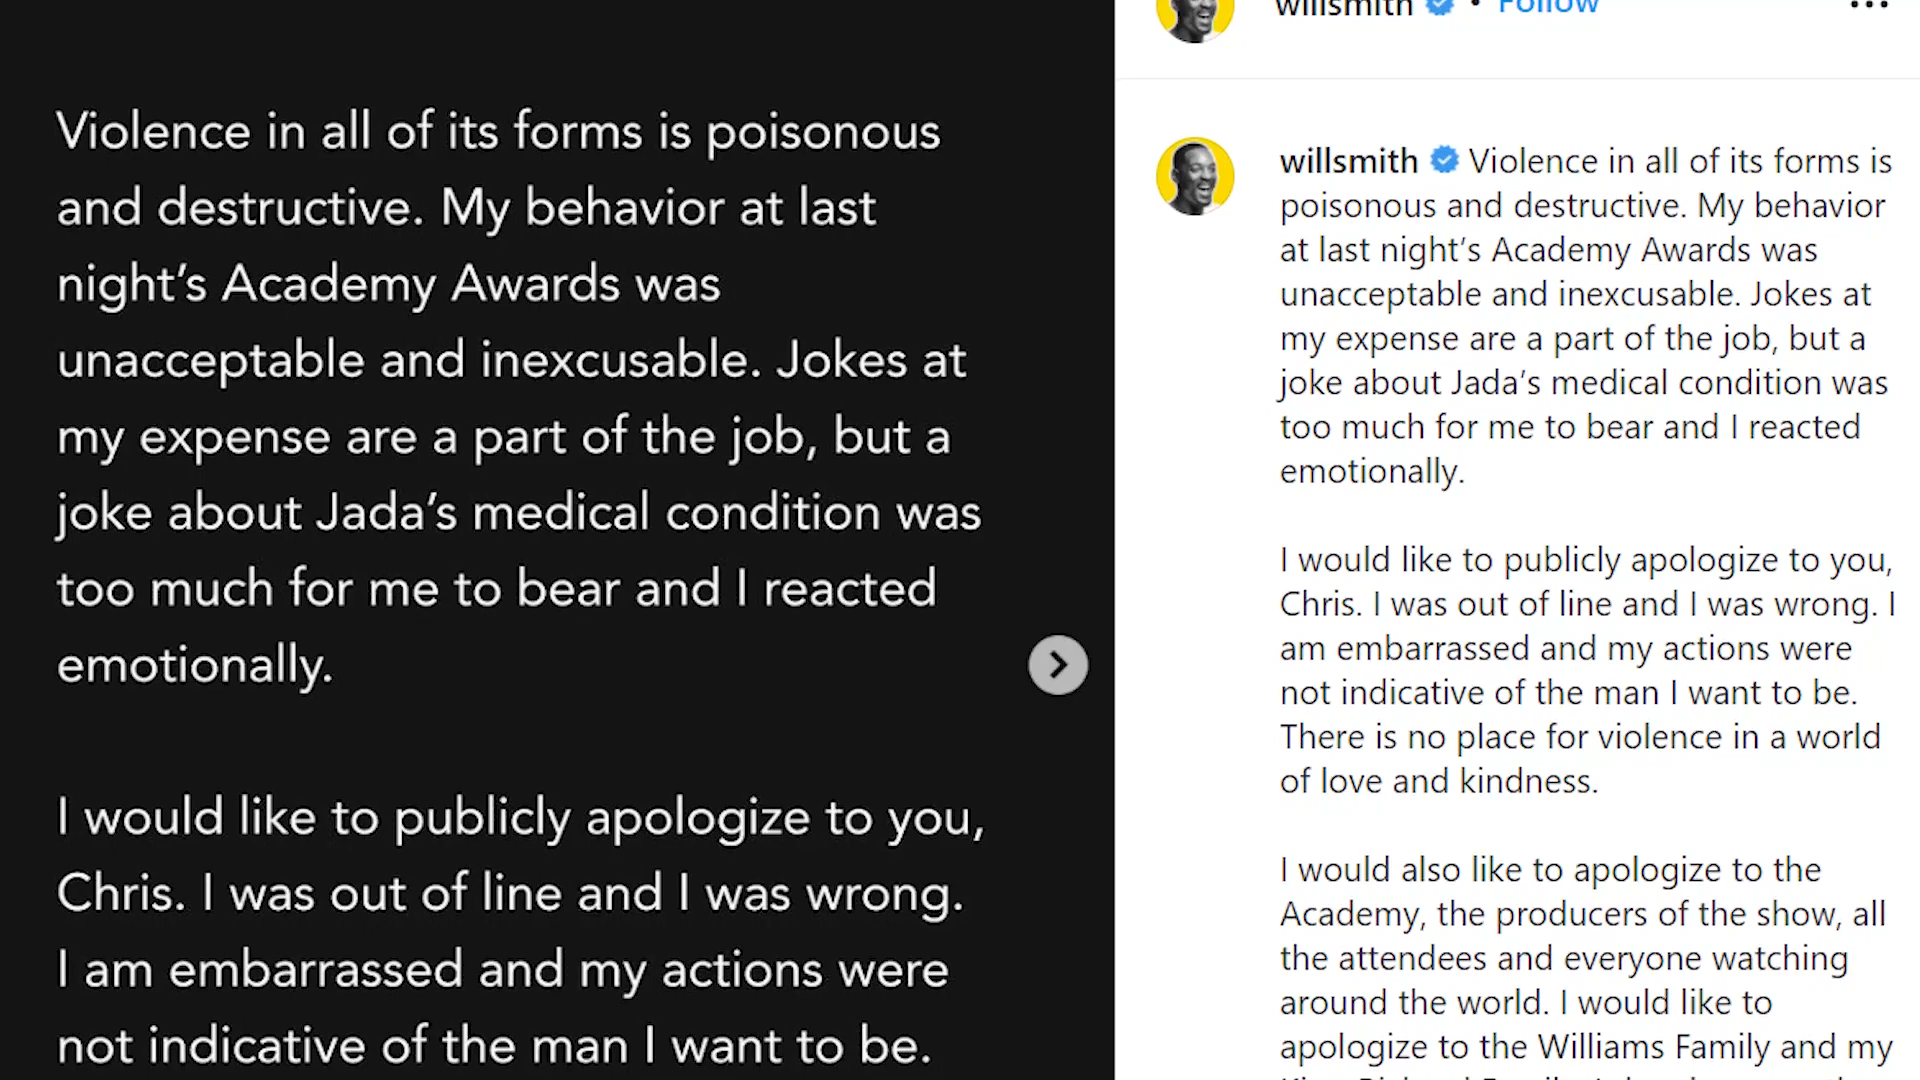 Violence in all of its forms is poisonous
and destructive. My behavior at last
night’s Academy Awards was
unacceptable and inexcusable. Jokes at
my expense are a part of the job, but a
joke about Jada’s medical condition was
too much for me to bear and I reacted
emotionally.
I would like to publicly apologize to you,
Chris. I was out of line and I was wrong.
I am embarrassed and my actions were
not indicative of the man I want to be.
willsmith • Follow
willsmith Violence in all of its forms is
poisonous and destructive. My behavior
at last night’s Academy Awards was
unacceptable and inexcusable. Jokes at
my expense are a part of the job, but a
joke about Jada’s medical condition was
too much for me to bear and I reacted
emotionally.
I would like to publicly apologize to you,
Chris. I was out of line and I was wrong. I
am embarrassed and my actions were
not indicative of the man I want to be.
There is no place for violence in a world
of love and kindness.
I would also like to apologize to the
Academy, the producers of the show, all
the attendees and everyone watching
around the world. I would like to
apologize to the Williams Family and my